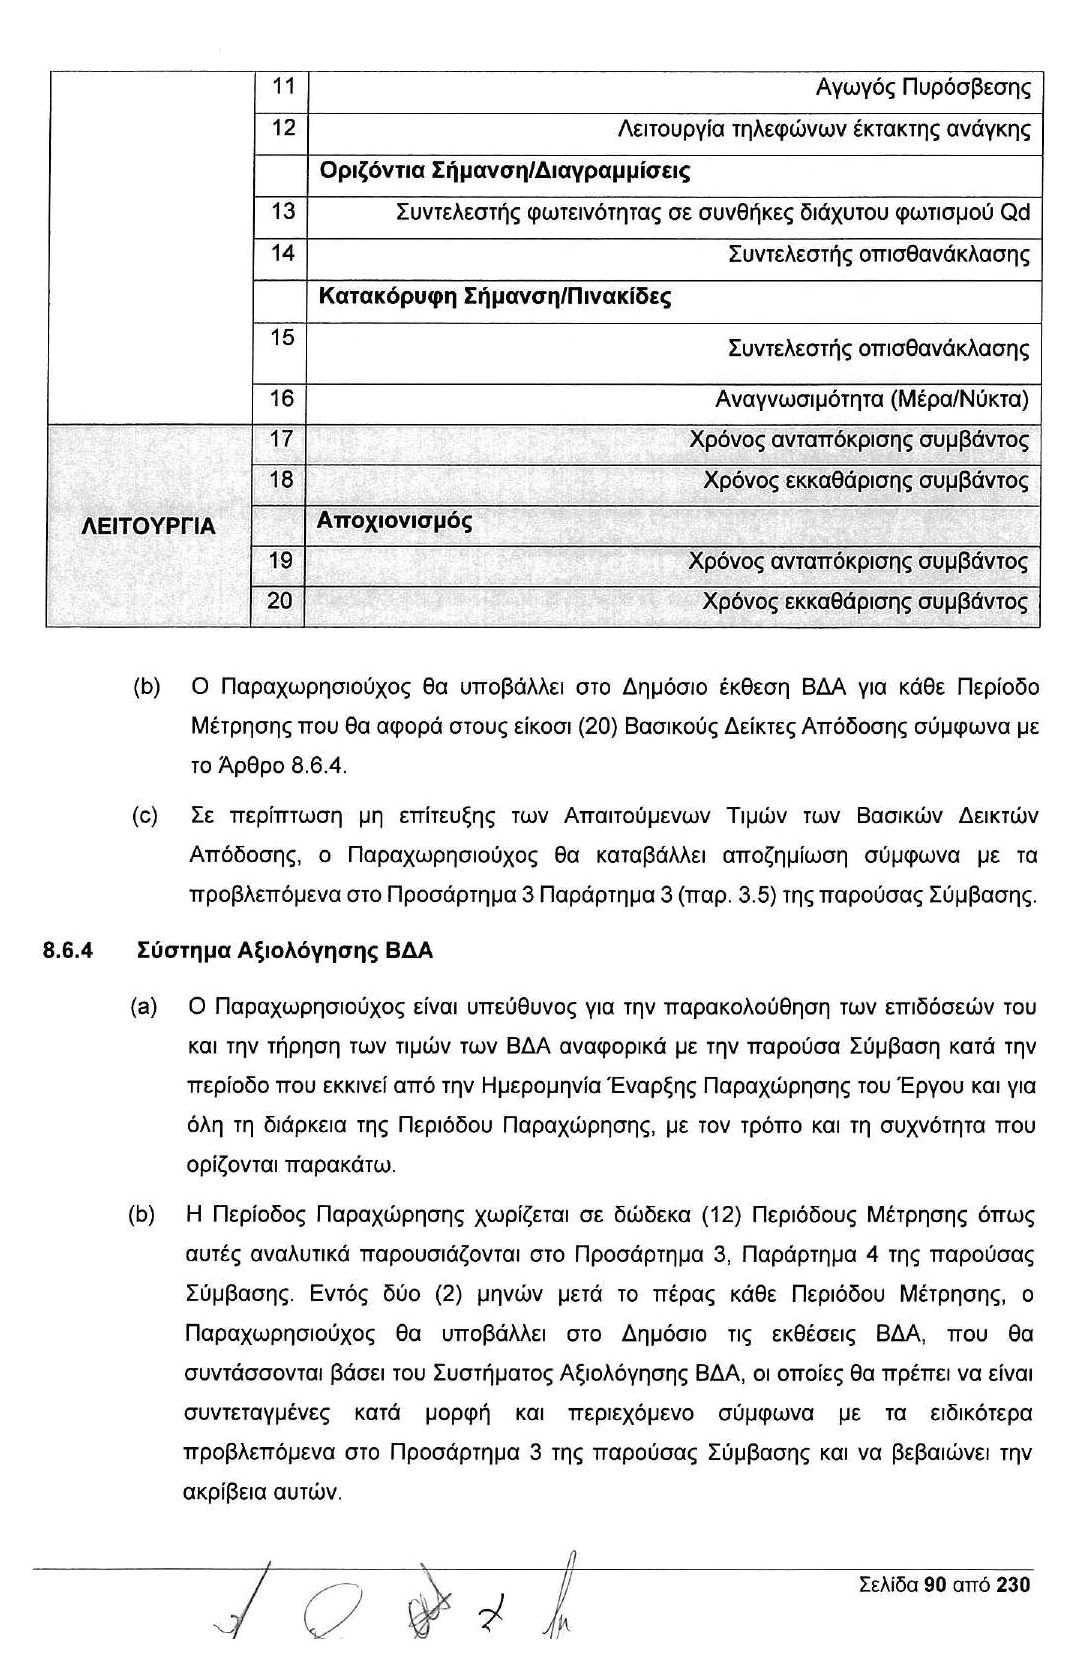 11 Αγωγός Πυρόσβεσης
12 Λειτουργία τηλεφώνων έκτακτης ανάγκης
Οριζόντια Σήμανση/Διαγραμμίσεις
13 Συντελεστής φωτεινότητας σε συνθήκες διάχυτου φωτισμού Qd
14 Συντελεστής οπισθανάκλασης
Κατακόρυφη Σήμανση/Πινακίδες
15 Συντελεστής οπισθανάκλασης
16 Αναγνωσιμότητα (Μέρα/Νύκτα)
ΛΕΙΤΟΥΡΓΙΑ
17 Χρόνος ανταπόκρισης συμβάντος
18 Χρόνος εκκαθάρισης συμβάντος
Αποχιονισμός
19 Χρόνος ανταπόκρισης συμβάντος
20 Χρόνος εκκαθάρισης συμβάντος
(b) Ο Παραχωρησιούχος θα υποβάλλει στο Δημόσιο έκθεση ΒΔΑ για κάθε Περίοδο
Μέτρησης που θα αφορά στους είκοσι (20) Βασικούς Δείκτες Απόδοσης σύμφωνα με
το Άρθρο 8.6.4.
(c) Σε περίπτωση μη επίτευξης των Απαιτούμενων Τιμών των Βασικών Δεικτών
Απόδοσης, ο Παραχωρησιούχος θα καταβάλλει αποζημίωση σύμφωνα με τα
προβλεπόμενα στο Προσάρτημα 3 Παράρτημα 3 (παρ. 3.5) της παρούσας Σύμβασης.
8.6.4 Σύστημα Αξιολόγησης ΒΔΑ
(a) Ο Παραχωρησιούχος είναι υπεύθυνος για την παρακολούθηση των επιδόσεών του
και την τήρηση των τιμών των ΒΔΑ αναφορικά με την παρούσα Σύμβαση κατά την
περίοδο που εκκινεί από την Ημερομηνία Έναρξης Παραχώρησης του Έργου και για
όλη τη διάρκεια της Περιόδου Παραχώρησης, με τον τρόπο και τη συχνότητα που
ορίζονται παρακάτω.
(b) Η Περίοδος Παραχώρησης χωρίζεται σε δώδεκα (12) Περιόδους Μέτρησης όπως
αυτές αναλυτικά παρουσιάζονται στο Προσάρτημα 3, Παράρτημα 4 της παρούσας
Σύμβασης. Εντός δύο (2) μηνών μετά το πέρας κάθε Περιόδου Μέτρησης, ο
Παραχωρησιούχος θα υποβάλλει στο Δημόσιο τις εκθέσεις ΒΔΑ, που θα
συντάσσονται βάσει του Συστήματος Αξιολόγησης ΒΔΑ, οι οποίες θα πρέπει να είναι
συντεταγμένες κατά μορφή και περιεχόμενο σύμφωνα με τα ειδικότερα
προβλεπόμενα στο Προσάρτημα 3 της παρούσας Σύμβασης και να βεβαιώνει την
ακρίβεια αυτών.
Σελίδα 90 από 230